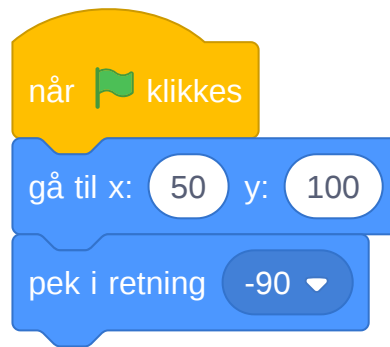 når klikkes
gå til x: 50 y: 100
pek i retning -90